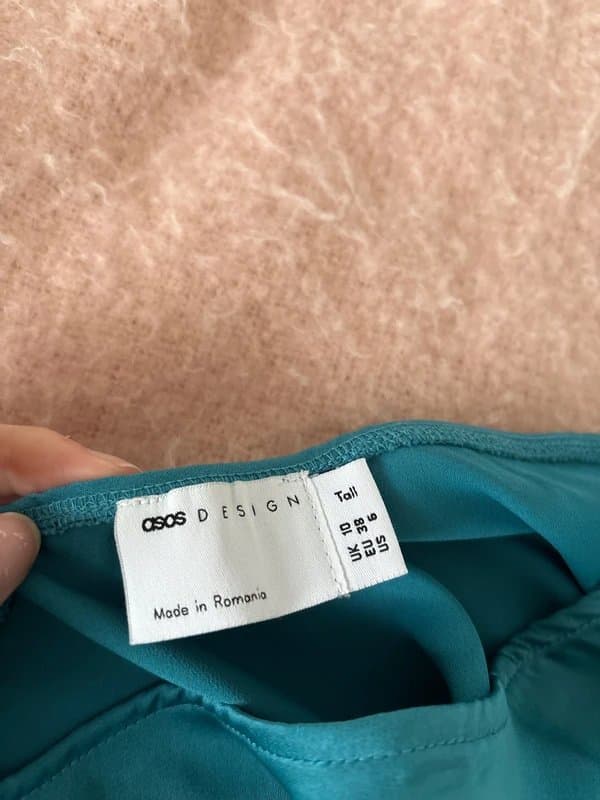 asos DESIGN
Made in Romania
Tall
UK 10
EU 38
US 6